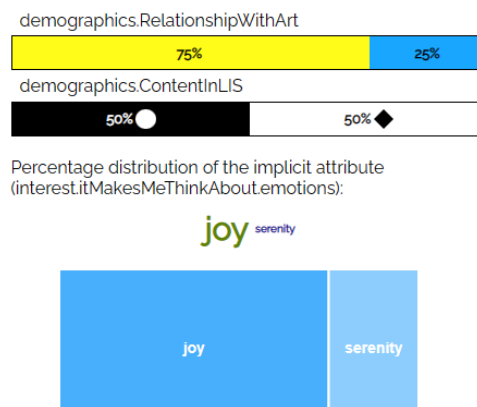 demographics.RelationshipWithArt
75% 25%
demographics.ContentInLIS
50% 50%
Percentage distribution of the implicit attribute
(interest.itMakesMeThinkAbout.emotions):
joy serenity
joy serenity